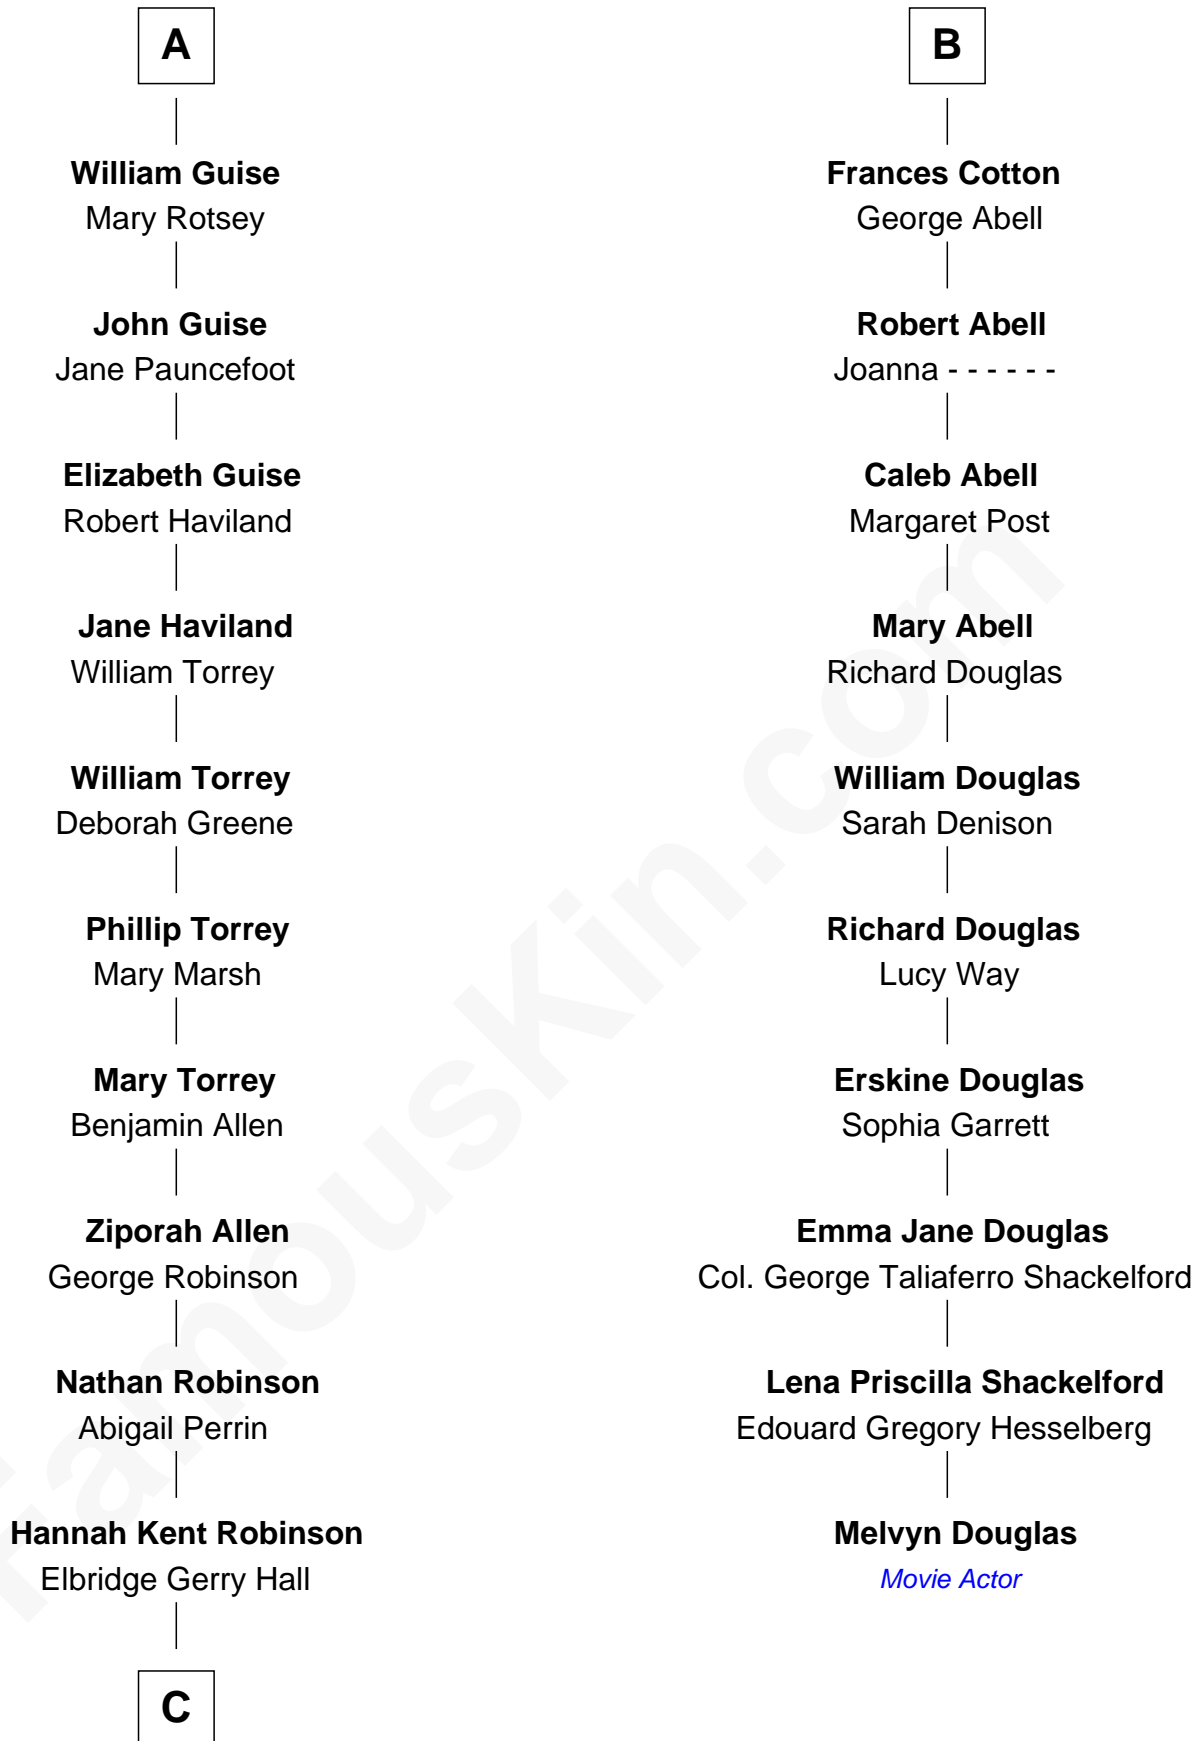 A
William Guise
Mary Rotsey
John Guise
Jane Pauncefoot
Elizabeth Guise
Robert Haviland
Jane Haviland
William Torrey
William Torrey
Deborah Greene
Phillip Torrey
Mary Marsh
Mary Torrey
Benjamin Allen
Ziporah Allen
George Robinson
Nathan Robinson
Abigail Perrin
Hannah Kent Robinson
Elbridge Gerry Hall
C
B
Frances Cotton
George Abell
Robert Abell
Joanna - - - - - -
Caleb Abell
Margaret Post
Mary Abell
Richard Douglas
William Douglas
Sarah Denison
Richard Douglas
Lucy Way
Erskine Douglas
Sophia Garrett
Emma Jane Douglas
Col. George Taliaferro Shackelford
Lena Priscilla Shackelford
Edouard Gregory Hesselberg
Melvyn Douglas
Movie Actor
FamousKin.com